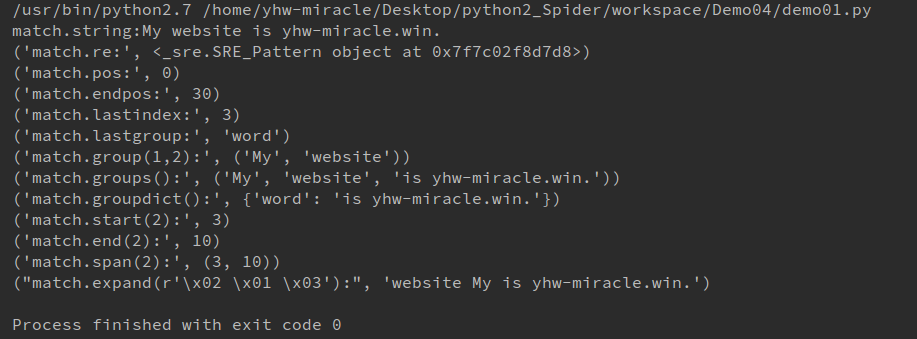 /usr/bin/python2.7 /home/yhw-miracle/Desktop/python2_Spider/workspace/Demo04/demo01.py
match.string:My website is yhw-miracle.win.
('match.re:', <_sre.SRE_Pattern object at 0x7f7c02f8d7d8>)
('match.pos:', 0)
('match.endpos:', 30)
('match.lastindex:', 3)
('match.lastgroup:', 'word')
('match.group(1,2):', ('My', 'website'))
('match.groups():', ('My', 'website', 'is yhw-miracle.win.'))
('match.groupdict():', {'word': 'is yhw-miracle.win.'})
('match.start(2):', 3)
('match.end(2):', 10)
('match.span(2):', (3, 10))
("match.expand(r'\x02 \x01 \x03'):", 'website My is yhw-miracle.win.')
Process finished with exit code 0